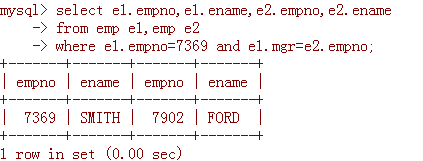 mysql> select e1.empno,e1.ename,e2.empno,e2.ename
    -> from emp e1,emp e2
    -> where e1.empno=7369 and e1.mgr=e2.empno;
+-------+-------+-------+-------+
| empno | ename | empno | ename |
+-------+-------+-------+-------+
|  7369 | SMITH |  7902 | FORD  |
+-------+-------+-------+-------+
1 row in set (0.00 sec)